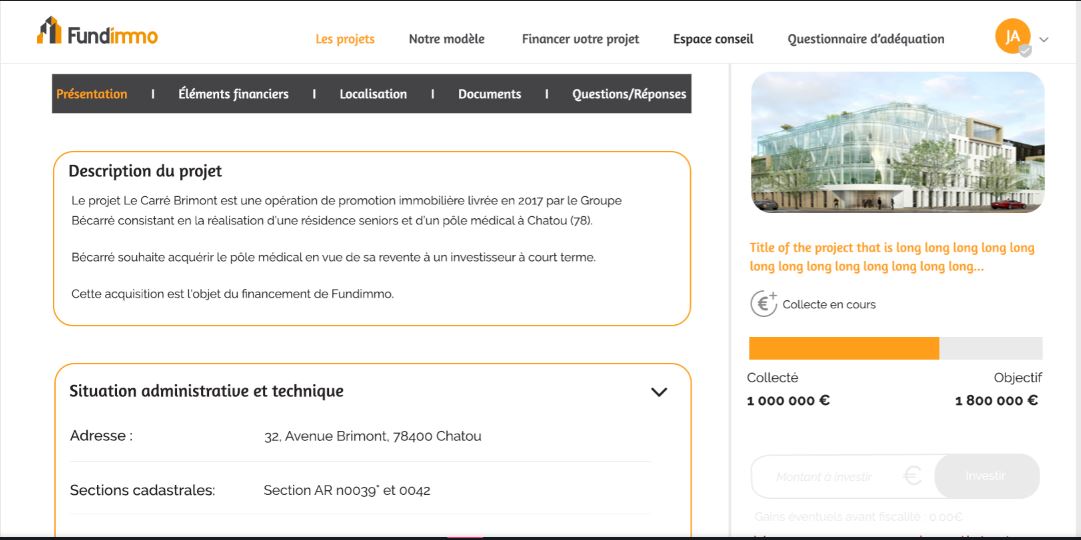 Fundimmo
Les projets
Notre modèle
Financer votre projet
Espace conseil
Questionnaire d'adéquation
JA
Présentation I Éléments financiers I Localisation I Documents I Questions/Réponses
Description du projet
Le projet Le Carré Brimont est une opération de promotion immobilière livrée en 2017 par le Groupe
Bécarré consistant en la réalisation d'une résidence seniors et d'un pôle médical à Chatou (78).
Bécarré souhaite acquérir le pôle médical en vue de sa revente à un investisseur à court terme.
Cette acquisition est l'objet du financement de Fundimmo.
Situation administrative et technique
Adresse : 32, Avenue Brimont, 78400 Chatou
Sections cadastrales: Section AR n0039° et 0042
Title of the project that is long long long long long
long long long long long long long long...
€+ Collecte en cours
Collecté Objectif
1 000 000 € 1 800 000 €
Montant à investir € Investir
Gains éventuels avant fiscalité : 0.00€